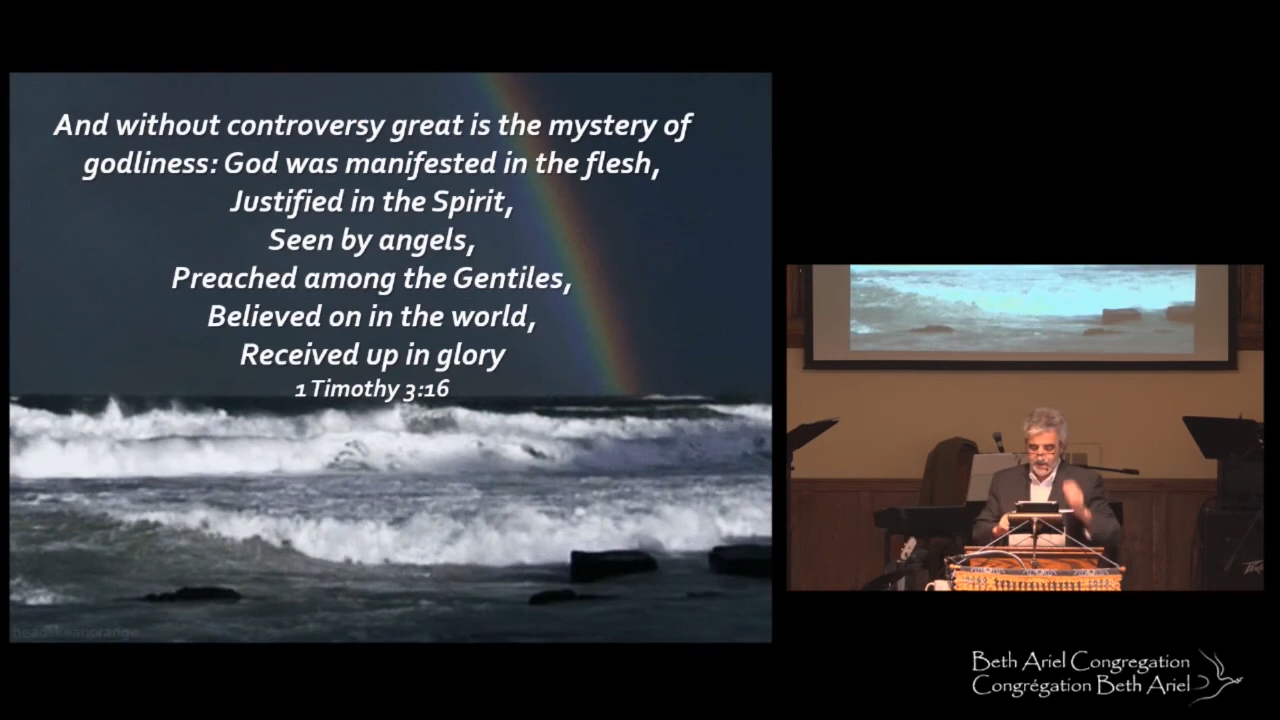 And without controversy great is the mystery of
godliness: God was manifested in the flesh,
Justified in the Spirit,
Seen by angels,
Preached among the Gentiles,
Believed on in the world,
Received up in glory
1 Timothy 3:16
Beth Ariel Congregation
Congrégation Beth Ariel